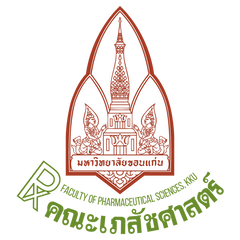 มหาวิทยาลัยขอนแก่น
FACULTY OF PHARMACEUTICAL SCIENCES, KKU
คณะเภสัชศาสตร์